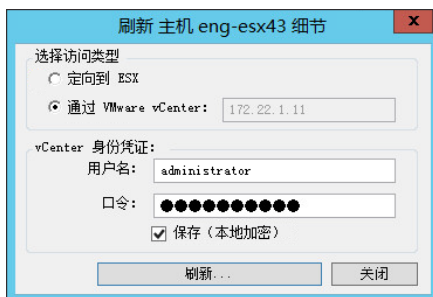 刷新 主机 eng-esx43 细节
x
选择访问类型
定向到 ESX
通过 VMware vCenter: 172.22.1.11
vCenter 身份凭证:
用户名: administrator
口令: ●●●●●●●●●●
保存 (本地加密)
刷新... 关闭